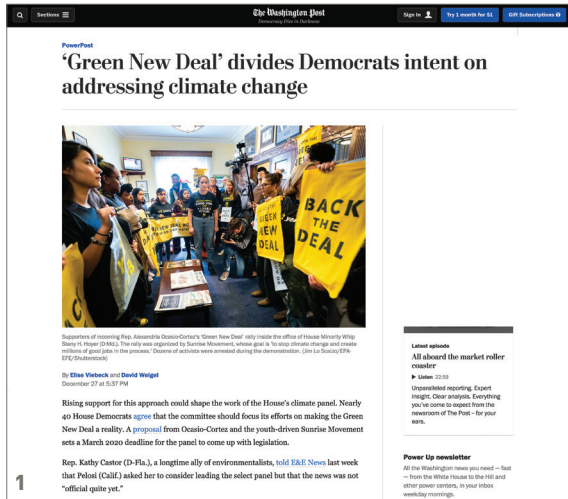 Sections
The Washington Post
Democracy Dies in Darkness
Sign In
Try 1 month for $1
Gift Subscriptions
PowerPost
‘Green New Deal’ divides Democrats intent on
addressing climate change
GREEN
NEW
DEAL
BACK
THE
DEAL
Supporters of incoming Rep. Alexandria Ocasio-Cortez's 'Green New Deal' rally inside the office of House Minority Whip
Steny H. Hoyer (D-Md.). The rally was organized by Sunrise Movement, whose goal is 'to stop climate change and create
millions of good jobs in the process.' Dozens of activists were arrested during the demonstration. (Jim Lo Scalzo/EPA-
EFE/Shutterstock)
By Elise Viebeck and David Weigel
December 27 at 5:37 PM
Rising support for this approach could shape the work of the House’s climate panel. Nearly
40 House Democrats agree that the committee should focus its efforts on making the Green
New Deal a reality. A proposal from Ocasio-Cortez and the youth-driven Sunrise Movement
sets a March 2020 deadline for the panel to come up with legislation.
Rep. Kathy Castor (D-Fla.), a longtime ally of environmentalists, told E&E News last week
that Pelosi (Calif.) asked her to consider leading the select panel but that the news was not
“official quite yet.”
Latest episode
All aboard the market roller
coaster
Listen 22:59
Unparalleled reporting. Expert
insight. Clear analysis. Everything
you've come to expect from the
newsroom of The Post – for your
ears.
Power Up newsletter
All the Washington news you need — fast
— from the White House to the Hill and
other power centers, in your inbox
weekday mornings.
1